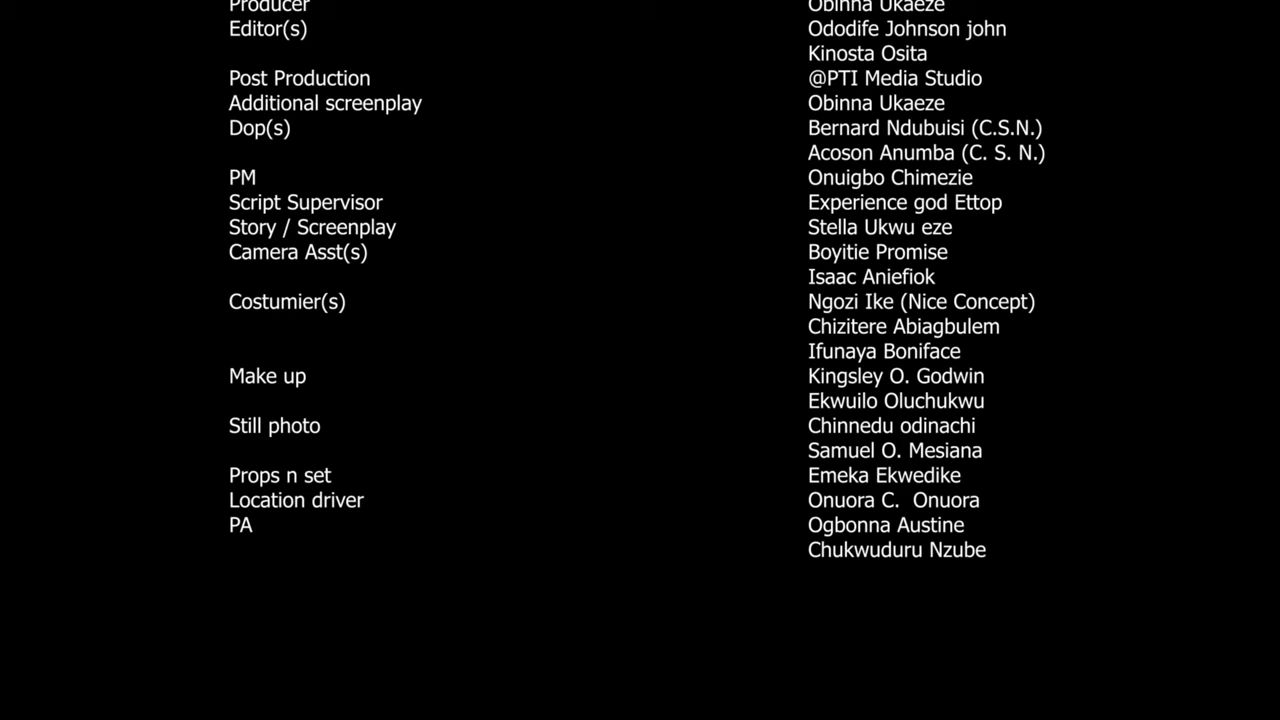 Producer Obinna Ukaeze
Editor(s) Ododife Johnson john
Kinosta Osita
Post Production @PTI Media Studio
Additional screenplay Obinna Ukaeze
Dop(s) Bernard Ndubuisi (C.S.N.)
Acoson Anumba (C. S. N.)
PM Onuigbo Chimezie
Script Supervisor Experience god Ettop
Story / Screenplay Stella Ukwu eze
Camera Asst(s) Boyitie Promise
Isaac Aniefiok
Costumier(s) Ngozi Ike (Nice Concept)
Chizitere Abiagbulem
Ifunaya Boniface
Make up Kingsley O. Godwin
Ekwuilo Oluchukwu
Still photo Chinnedu odinachi
Samuel O. Mesiana
Props n set Emeka Ekwedike
Location driver Onuora C.  Onuora
PA Ogbonna Austine
Chukwuduru Nzube